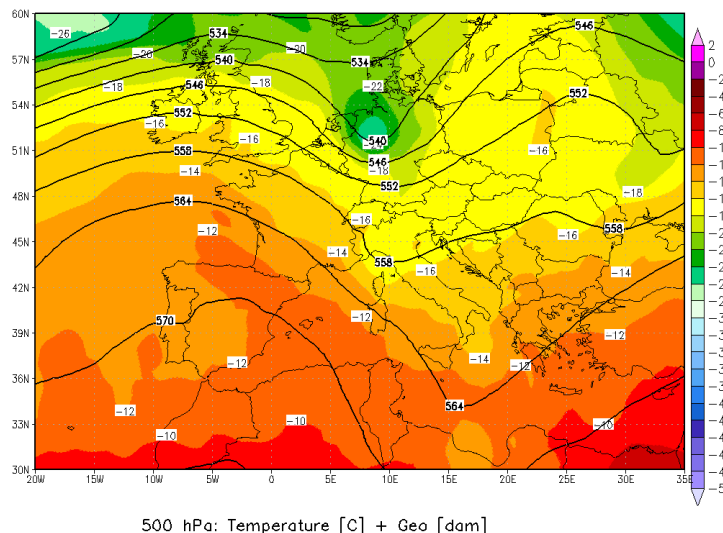 60N
57N
54N
51N
48N
45N
42N
39N
36N
33N
30N
20W 15W 10W 5W 0 5E 10E 15E 20E 25E 30E 35E
-26 -20 534 -20 546
534
-18 540 -18 -22
546 552
552 -16 -16 540 -16
558 546 -18
-14 552 -18
564 -16
-12 -16 558
-14 558 -16 -14
570 -12 -12
-12 -14 -12
-12 564
-10 -10 -10
2
0
500 hPa: Temperature [C] + Geo [dam]